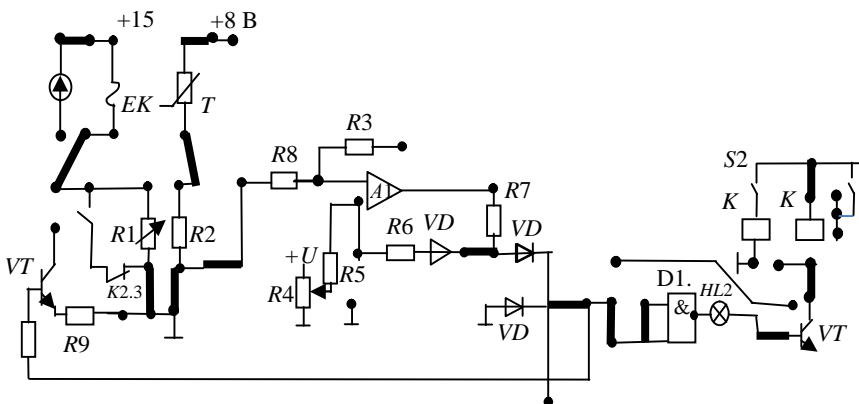 +15
+8 В
EK
T
R3
R8
A1
S2
R7
K
K
R1
R2
R6
VD
VD
+U
R5
VT
K2.3
R4
D1.
HL2
&
R9
VD
VT